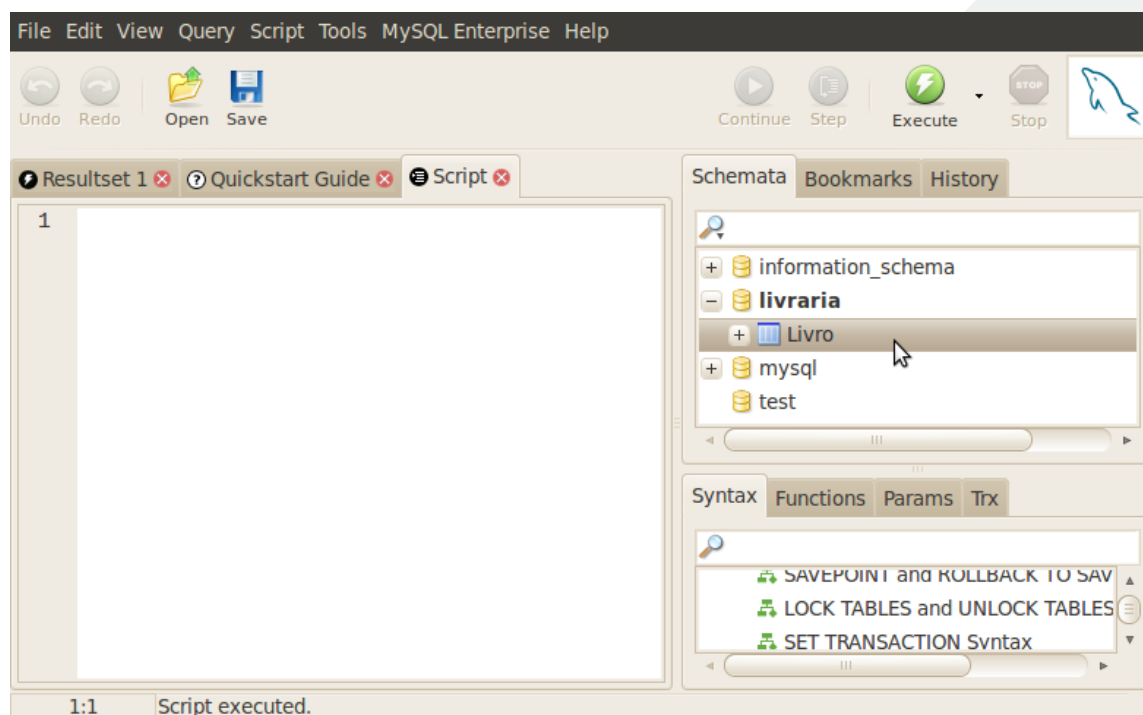 File Edit View Query Script Tools MySQL Enterprise Help
Undo Redo Open Save Continue Step Execute STOP Stop
Resultset 1 Quickstart Guide Script
1
Schemata Bookmarks History
information_schema
livraria
Livro
mysql
test
Syntax Functions Params Trx
SAVEPOINT and ROLLBACK TO SAV
LOCK TABLES and UNLOCK TABLES
SET TRANSACTION Syntax
1:1 Script executed.